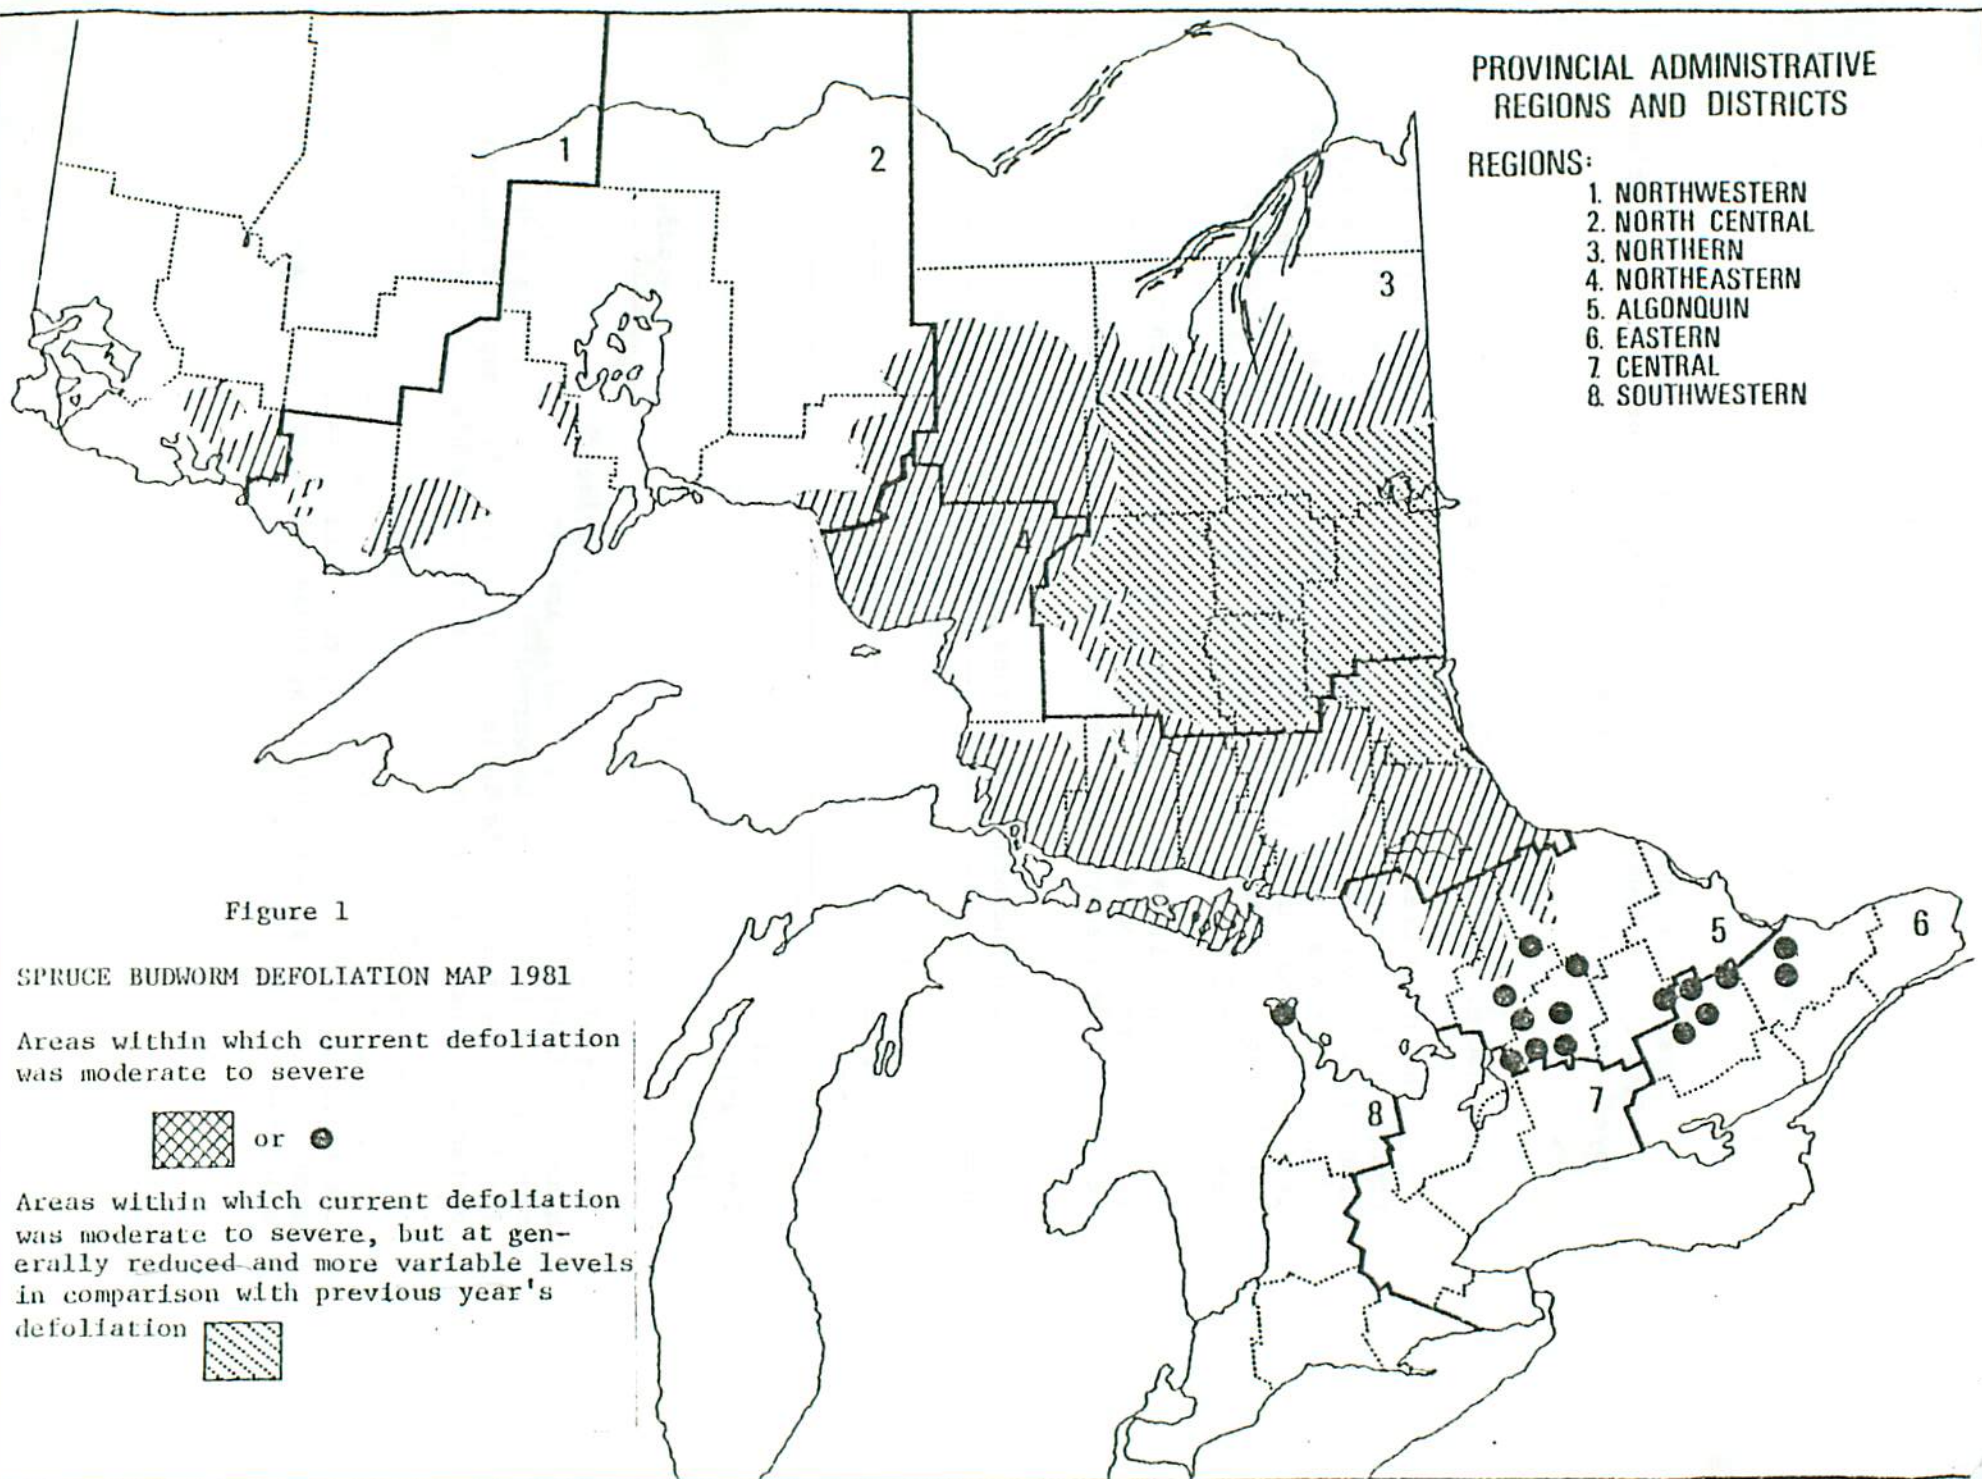 PROVINCIAL ADMINISTRATIVE
REGIONS AND DISTRICTS
REGIONS:
1. NORTHWESTERN
2. NORTH CENTRAL
3. NORTHERN
4. NORTHEASTERN
5. ALGONQUIN
6. EASTERN
7. CENTRAL
8. SOUTHWESTERN
1
2
3
4
5
6
7
8
Figure 1
SPRUCE BUDWORM DEFOLIATION MAP 1981
Areas within which current defoliation
was moderate to severe
or
Areas within which current defoliation
was moderate to severe, but at gen-
erally reduced and more variable levels
in comparison with previous year's
defoliation